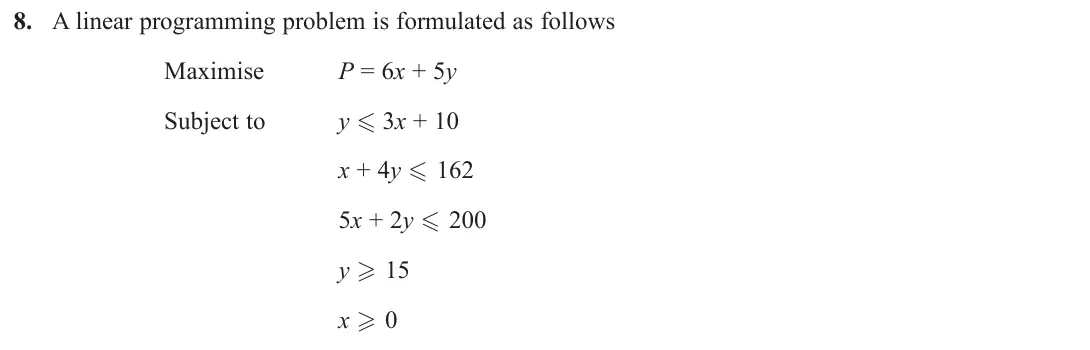 8. A linear programming problem is formulated as follows
Maximise P = 6x + 5y
Subject to y ⩽ 3x + 10
x + 4y ⩽ 162
5x + 2y ⩽ 200
y ⩾ 15
x ⩾ 0